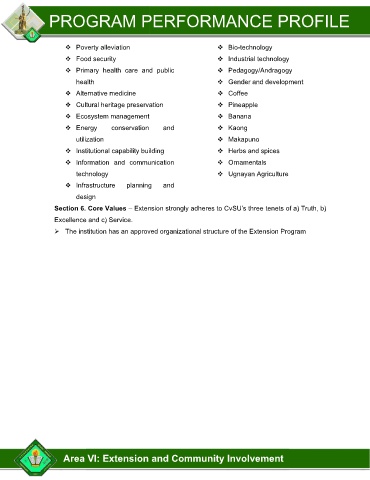 PROGRAM PERFORMANCE PROFILE
❖ Poverty alleviation
❖ Food security
❖ Primary health care and public
health
❖ Alternative medicine
❖ Cultural heritage preservation
❖ Ecosystem management
❖ Energy conservation and
utilization
❖ Institutional capability building
❖ Information and communication
technology
❖ Infrastructure planning and
design
❖ Bio-technology
❖ Industrial technology
❖ Pedagogy/Andragogy
❖ Gender and development
❖ Coffee
❖ Pineapple
❖ Banana
❖ Kaong
❖ Makapuno
❖ Herbs and spices
❖ Ornamentals
❖ Ugnayan Agriculture
Section 6. Core Values – Extension strongly adheres to CvSU's three tenets of a) Truth, b)
Excellence and c) Service.
➢ The institution has an approved organizational structure of the Extension Program
Area VI: Extension and Community Involvement